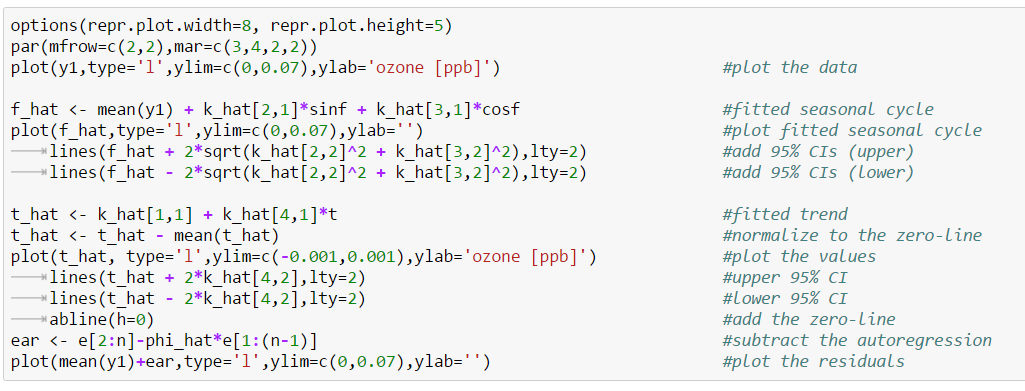 options(repr.plot.width=8, repr.plot.height=5)
par(mfrow=c(2,2),mar=c(3,4,2,2))
plot(y1,type='l',ylim=c(0,0.07),ylab='ozone [ppb]') #plot the data

f_hat <- mean(y1) + k_hat[2,1]*sinf + k_hat[3,1]*cosf #fitted seasonal cycle
plot(f_hat,type='l',ylim=c(0,0.07),ylab='') #plot fitted seasonal cycle
lines(f_hat + 2*sqrt(k_hat[2,2]^2 + k_hat[3,2]^2),lty=2) #add 95% CIs (upper)
lines(f_hat - 2*sqrt(k_hat[2,2]^2 + k_hat[3,2]^2),lty=2) #add 95% CIs (lower)

t_hat <- k_hat[1,1] + k_hat[4,1]*t #fitted trend
t_hat <- t_hat - mean(t_hat) #normalize to the zero-line
plot(t_hat, type='l',ylim=c(-0.001,0.001),ylab='ozone [ppb]') #plot the values
lines(t_hat + 2*k_hat[4,2],lty=2) #upper 95% CI
lines(t_hat - 2*k_hat[4,2],lty=2) #lower 95% CI
abline(h=0) #add the zero-line
ear <- e[2:n]-phi_hat*e[1:(n-1)] #subtract the autoregression
plot(mean(y1)+ear,type='l',ylim=c(0,0.07),ylab='') #plot the residuals